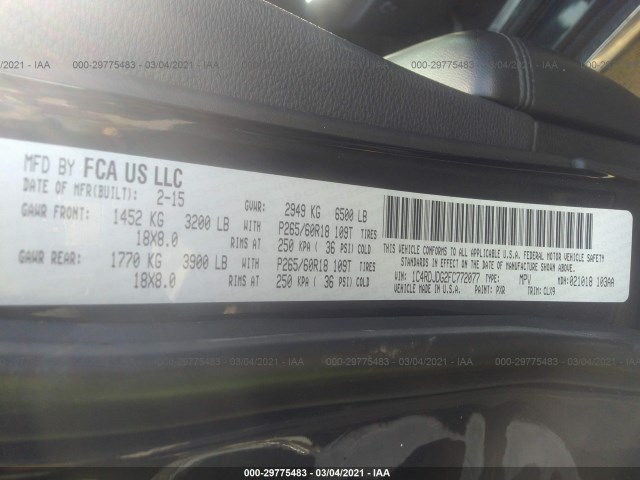 MFD BY FCA US LLC
DATE OF MFR(BUILT): 2-15
GAWR FRONT: 1452 KG 3200 LB WITH P265/60R18 109T TIRES
18X8.0 RIMS AT 250 KPA ( 36 PSI) COLD
GAWR REAR: 1770 KG 3900 LB WITH P265/60R18 109T TIRES
18X8.0 RIMS AT 250 KPA ( 36 PSI) COLD
GVWR: 2949 KG 6500 LB
THIS VEHICLE CONFORMS TO ALL APPLICABLE
U.S.A. FEDERAL MOTOR VEHICLE SAFETY
STANDARDS IN EFFECT ON THE
DATE OF MANUFACTURE SHOWN ABOVE
VIN: 1C4RDJDG2FC772077 TYPE: MPV MDH: 021018 103AA
VEHICLE MADE IN U.S.A. PAINT: PXR TRIM: CLX9
000-29775483 - 03/04/2021 - IAA
000-29775483 | 03/04/2021 | IAA